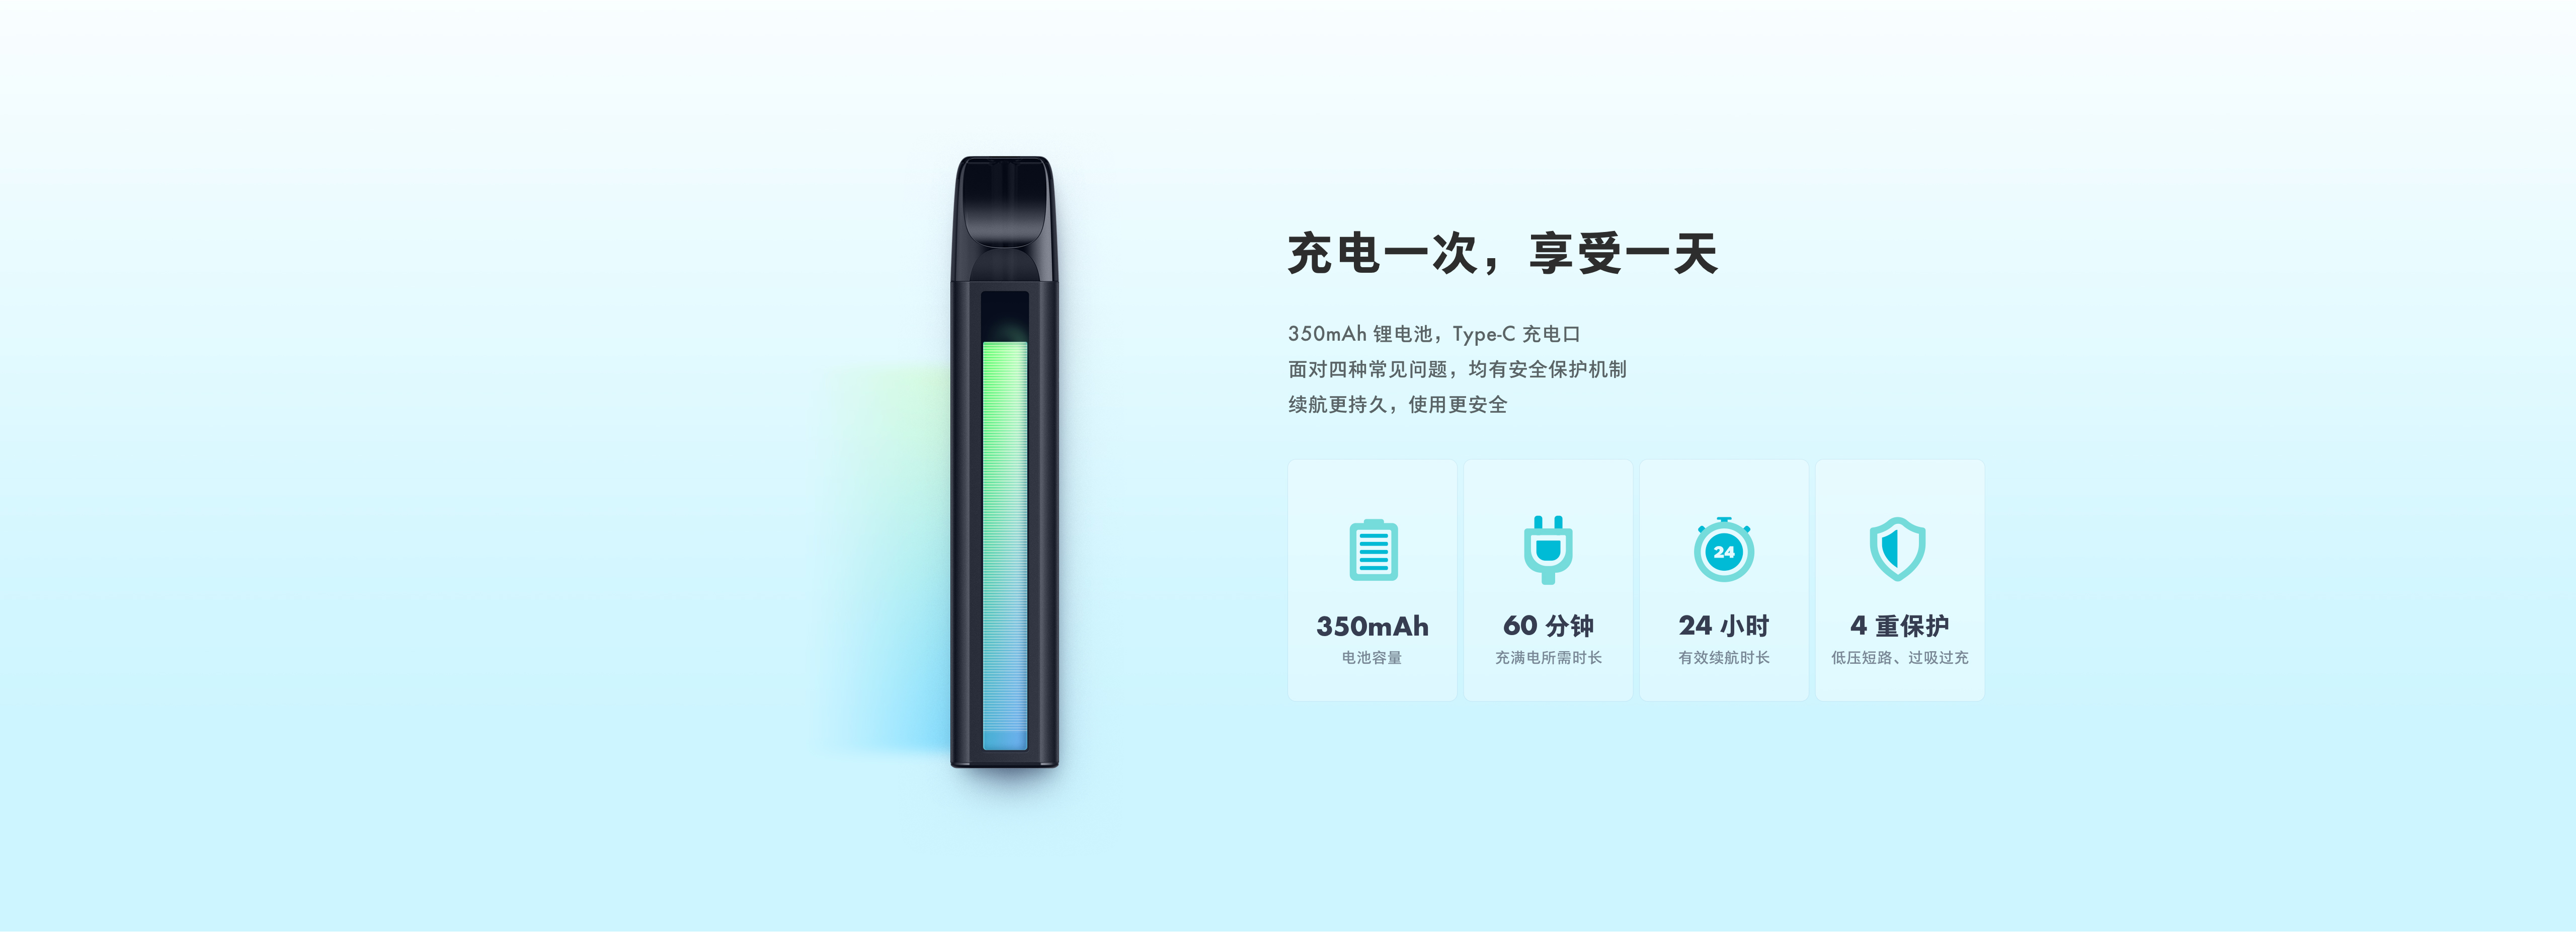 充电一次，享受一天
350mAh 锂电池，Type-C 充电口
面对四种常见问题，均有安全保护机制
续航更持久，使用更安全
24
350mAh
电池容量
60 分钟
充满电所需时长
24 小时
有效续航时长
4 重保护
低压短路、过吸过充